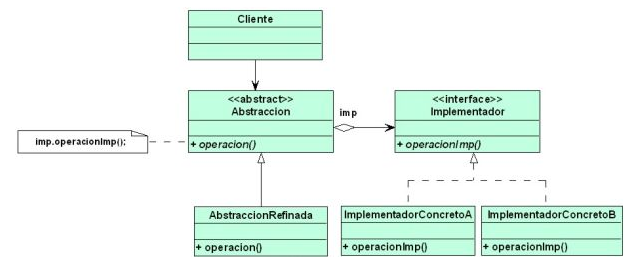 Cliente
<<abstract>>
Abstraccion
+ operacion()
imp
<<interface>>
Implementador
+ operacionImp()
imp.operacionImp();
AbstraccionRefinada
+ operacion()
ImplementadorConcretoA
+ operacionImp()
ImplementadorConcretoB
+ operacionImp()